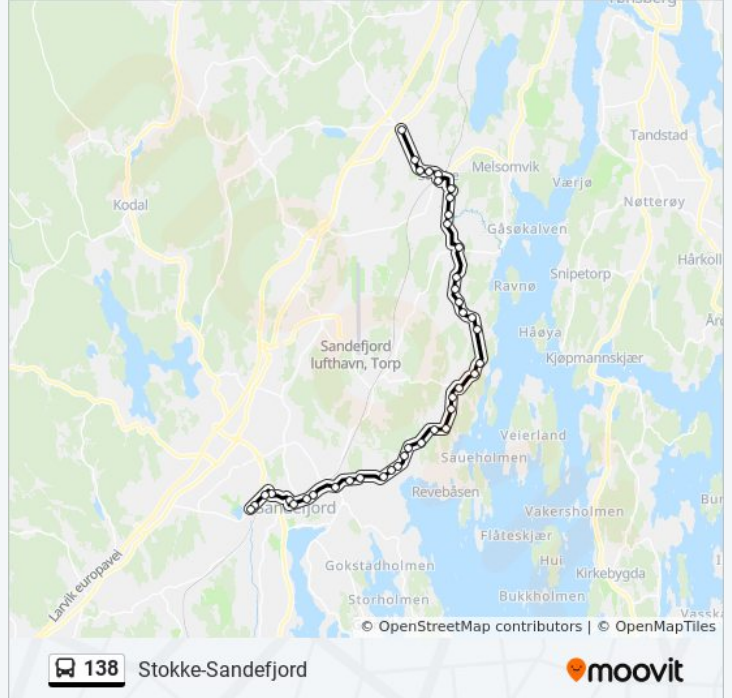 Tandstad
Melsomvik
Værjø
Kodal
Nøtterøy
Gåsøkalven
Hårkoll
Snipetorp
Ravnø
Håøya
Sandefjord
lufthavn, Torp
Kjøpmannskjær
Veierland
Saueholmen
Revebåsen
Sandefjord
Vakersholmen
Flåteskjær
Hui
Gokstadholmen
Kirkebygda
Bukkholmen
Storholmen
Larvik europavei
© OpenStreetMap contributors | © OpenMapTiles
138 Stokke-Sandefjord
moovit